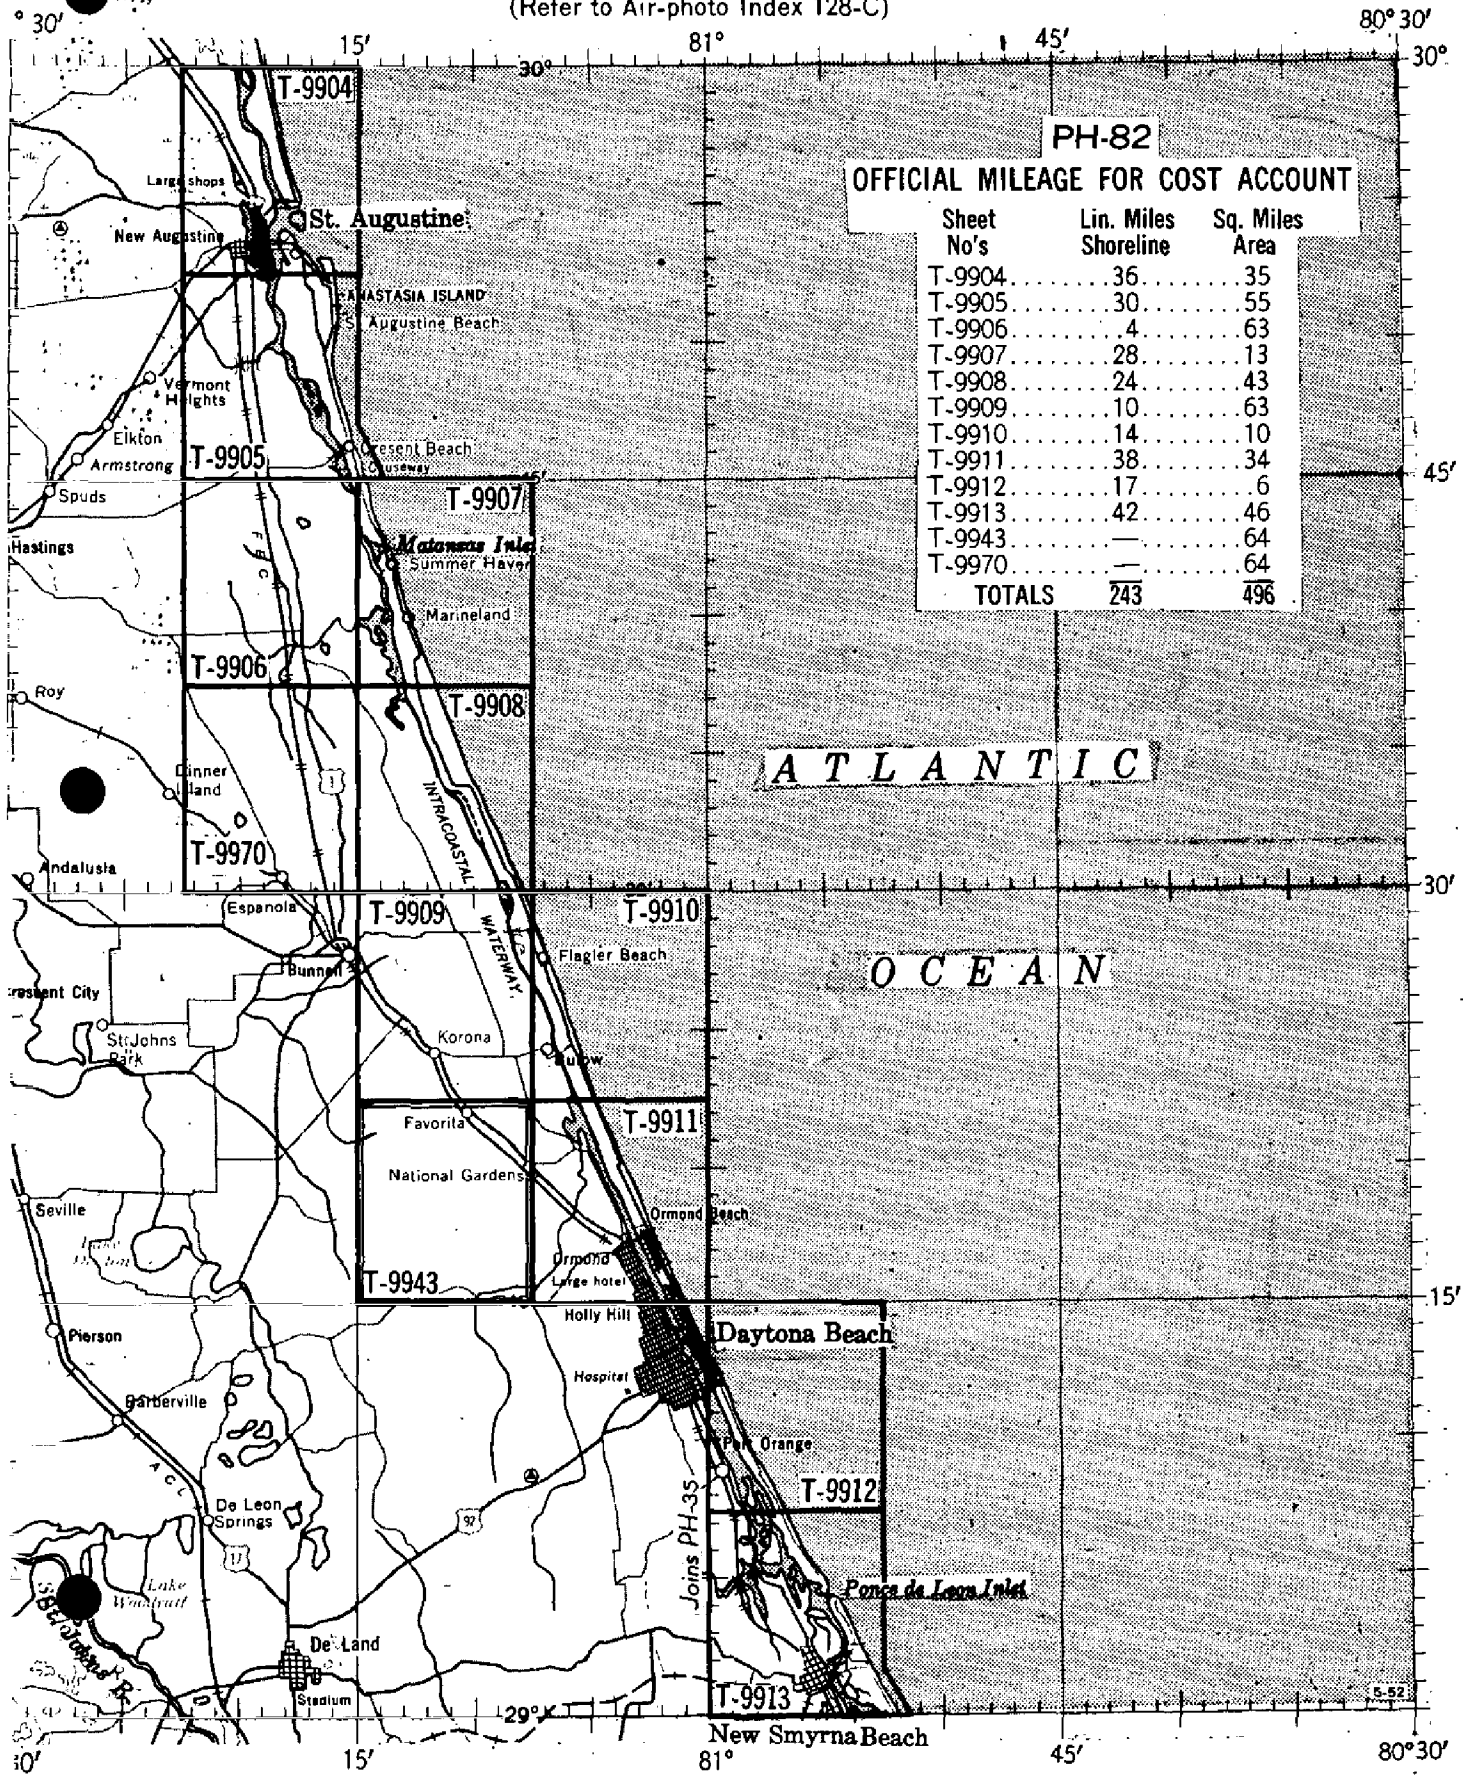 (Refer to Air-photo Index 128-C)
30'
15'
81°
45'
80° 30'
30°
30°
T-9904
PH-82
OFFICIAL MILEAGE FOR COST ACCOUNT
Sheet Lin. Miles Sq. Miles
No's Shoreline Area
T-9904........36........35
T-9905........30........55
T-9906........4........63
T-9907........28........13
T-9908........24........43
T-9909........10........63
T-9910........14........10
T-9911........38........34
T-9912........17........6
T-9913........42........46
T-9943........—........64
T-9970........—........64
TOTALS 243 496
Large shops
St. Augustine
New Augustine
ANASTASIA ISLAND
St Augustine Beach
Vermont
Heights
Elkton
Armstrong
Spuds
T-9905
Cresent Beach
Causeway
45'
45'
T-9907
Hastings
F E C
Matanzas Inlet
Summer Haven
Marineland
T-9906
Roy
T-9908
Dinner
Island
1
ATLANTIC
INTRACOASTAL
T-9970
Andalusia
30'
Espanola
T-9909
T-9910
WATERWAY
Flagler Beach
Bunnell
OCEAN
Crescent City
St Johns
Park
Korona
Bulow
T-9911
Favorita
National Gardens
Seville
Ormond Beach
Ormond
Large hotel
T-9943
15'
Holly Hill
Pierson
Daytona Beach
Hospital
Barberville
Port Orange
A C L
T-9912
De Leon
Springs
92
17
Joins PH-35
Lake
Woodruff
Ponce de Leon Inlet
St. Johns R.
De Land
Stadium
T-9913
5-52
29°
New Smyrna Beach
30'
15'
81°
45'
80°30'